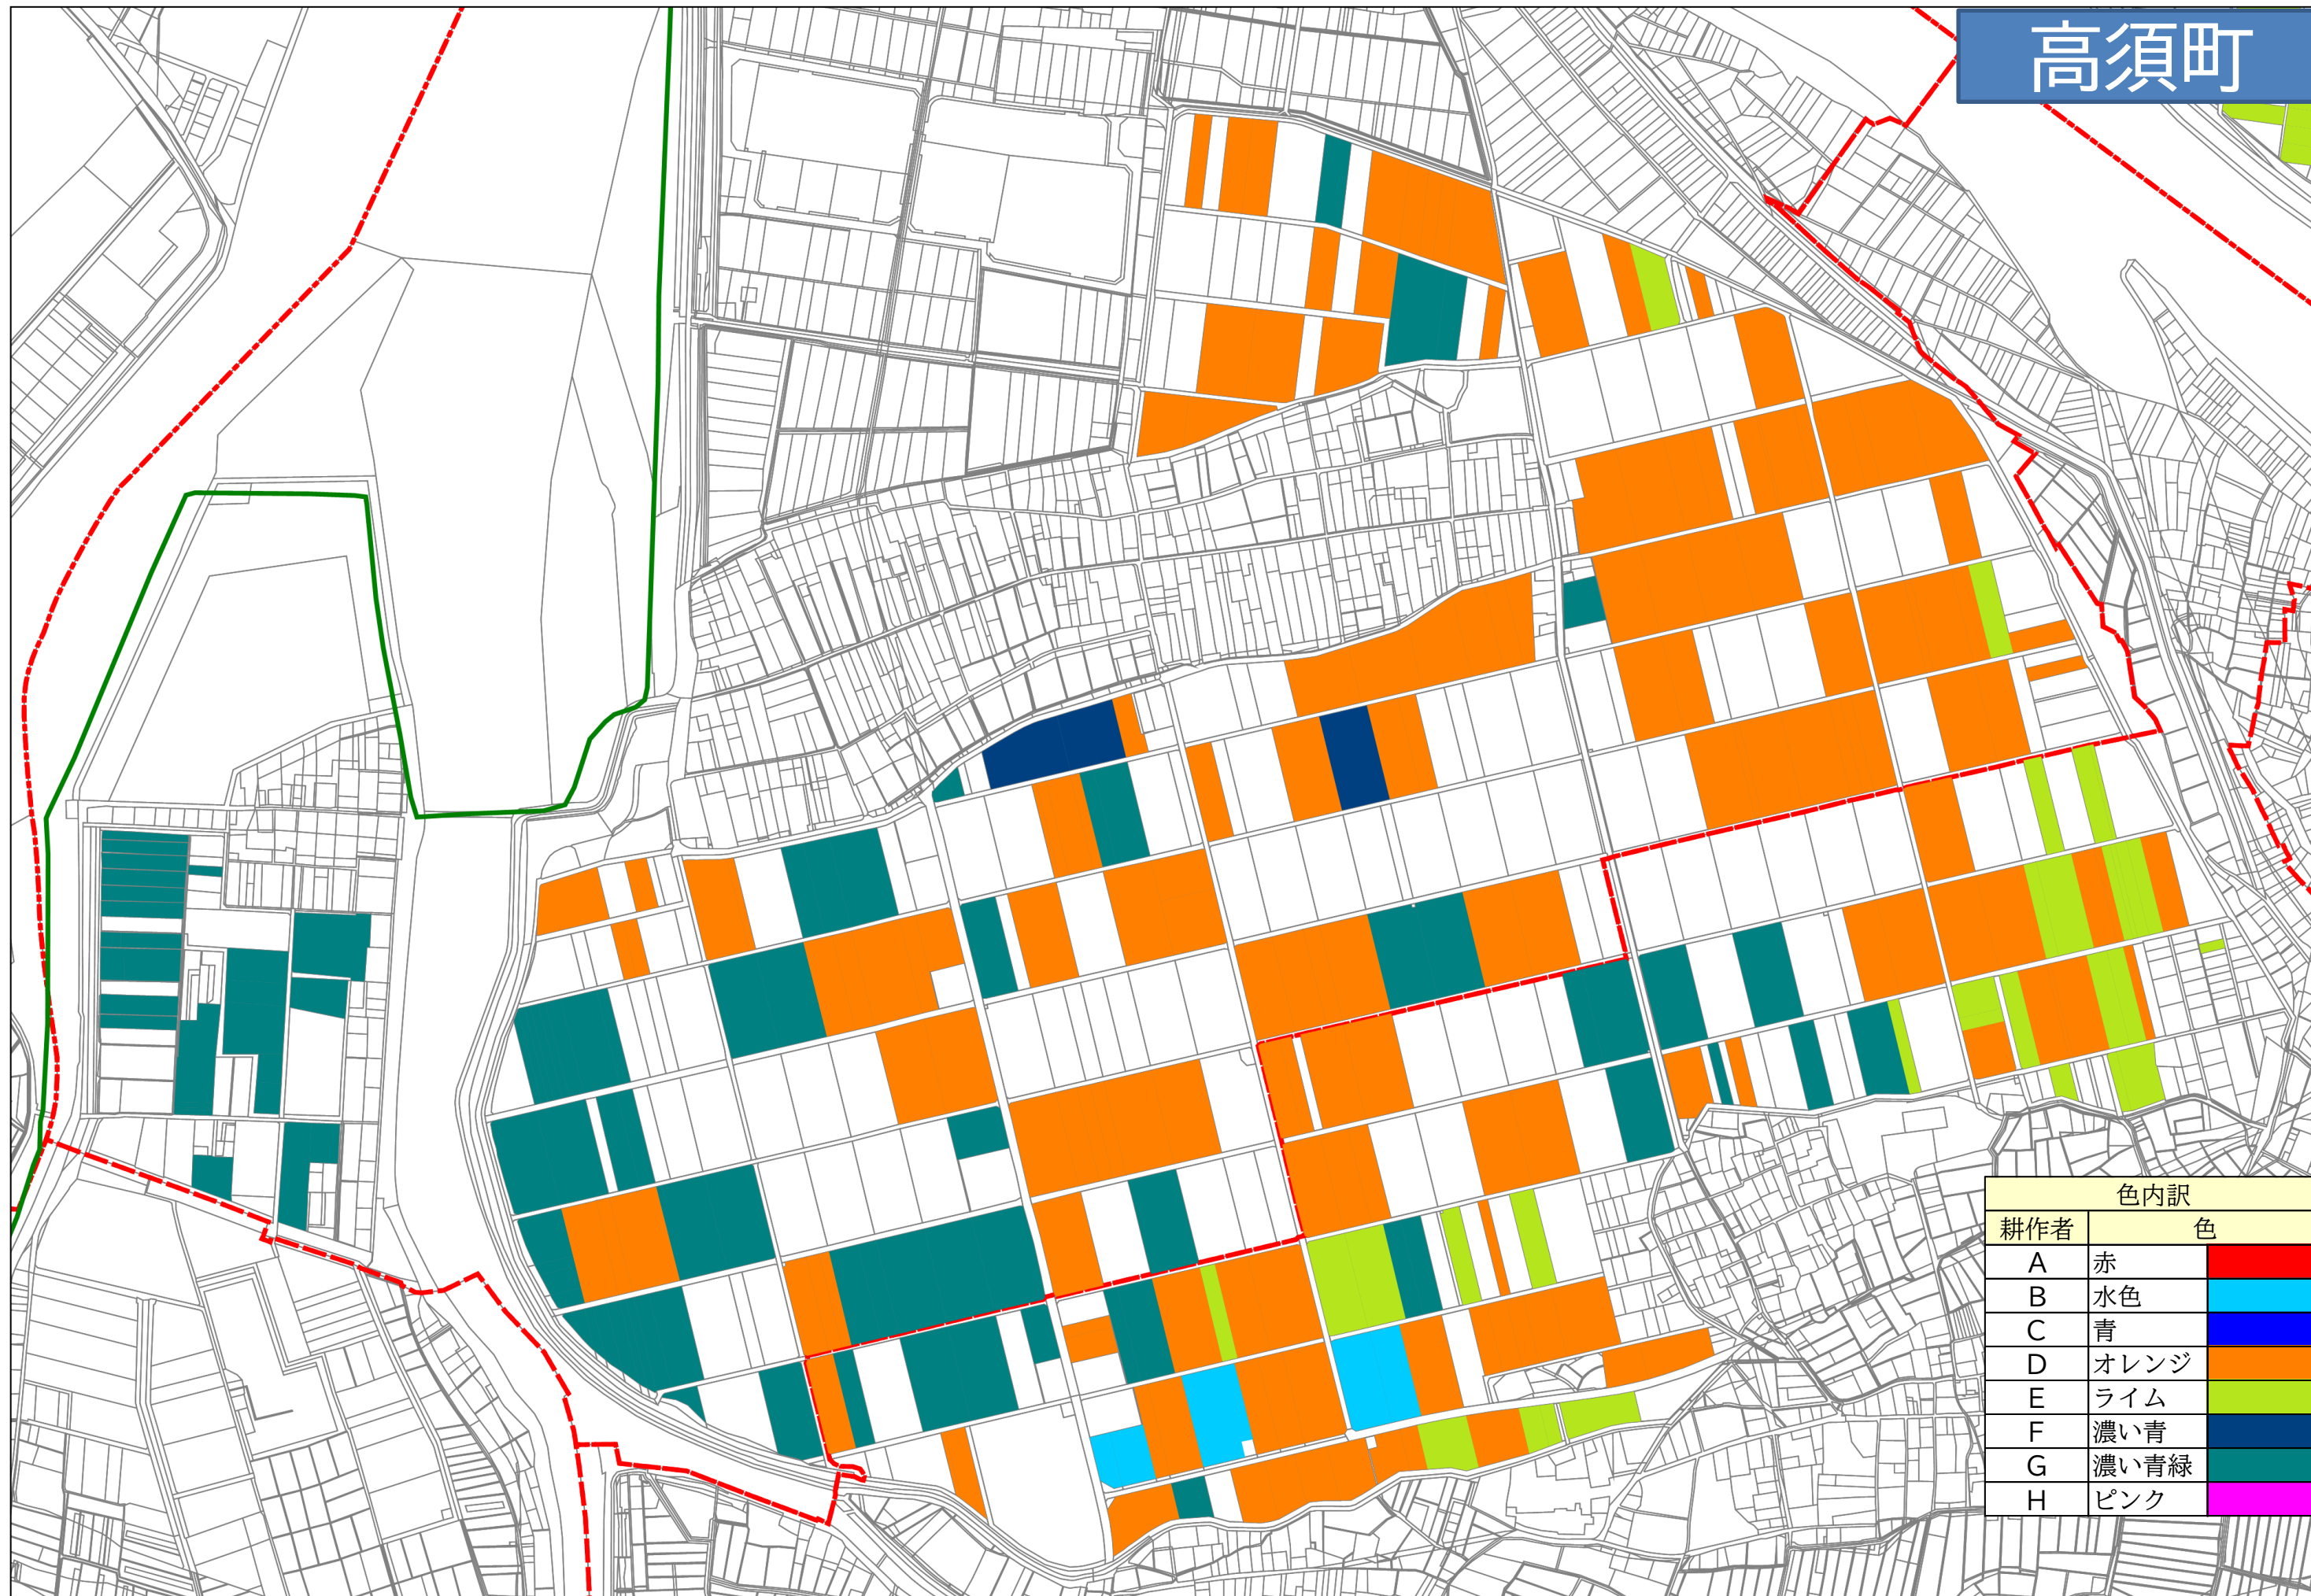 高須町
色内訳
耕作者 色
A 赤
B 水色
C 青
D オレンジ
E ライム
F 濃い青
G 濃い青緑
H ピンク